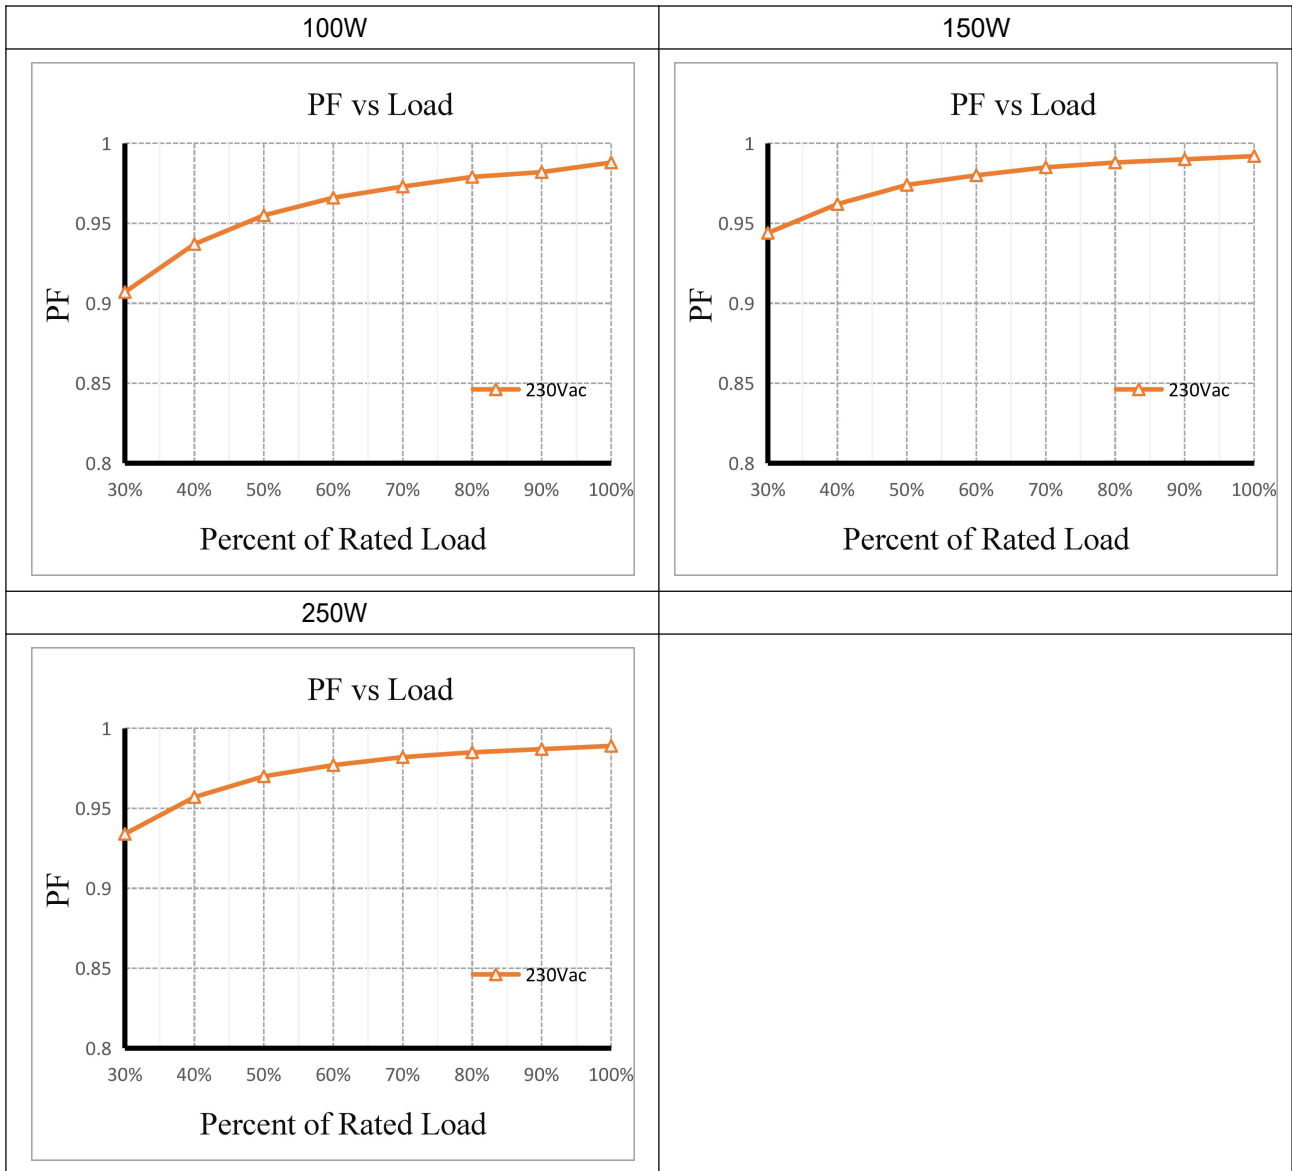 100W
150W
PF vs Load
1
0.95
0.9
0.85
0.8
PF
230Vac
30% 40% 50% 60% 70% 80% 90% 100%
Percent of Rated Load
PF vs Load
1
0.95
0.9
0.85
0.8
PF
230Vac
30% 40% 50% 60% 70% 80% 90% 100%
Percent of Rated Load
250W
PF vs Load
1
0.95
0.9
0.85
0.8
PF
230Vac
30% 40% 50% 60% 70% 80% 90% 100%
Percent of Rated Load